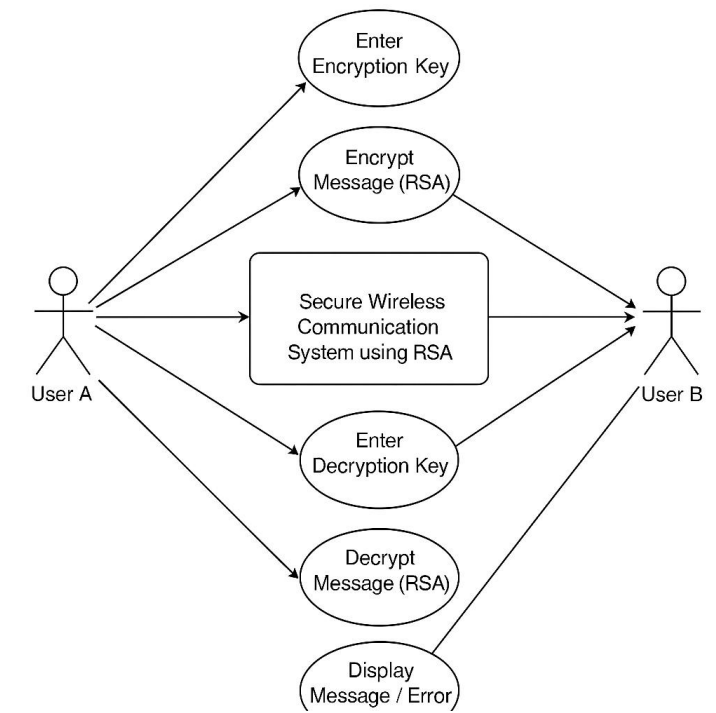 Enter
Encryption Key
Encrypt
Message (RSA)
Secure Wireless
Communication
System using RSA
User A
User B
Enter
Decryption Key
Decrypt
Message (RSA)
Display
Message / Error